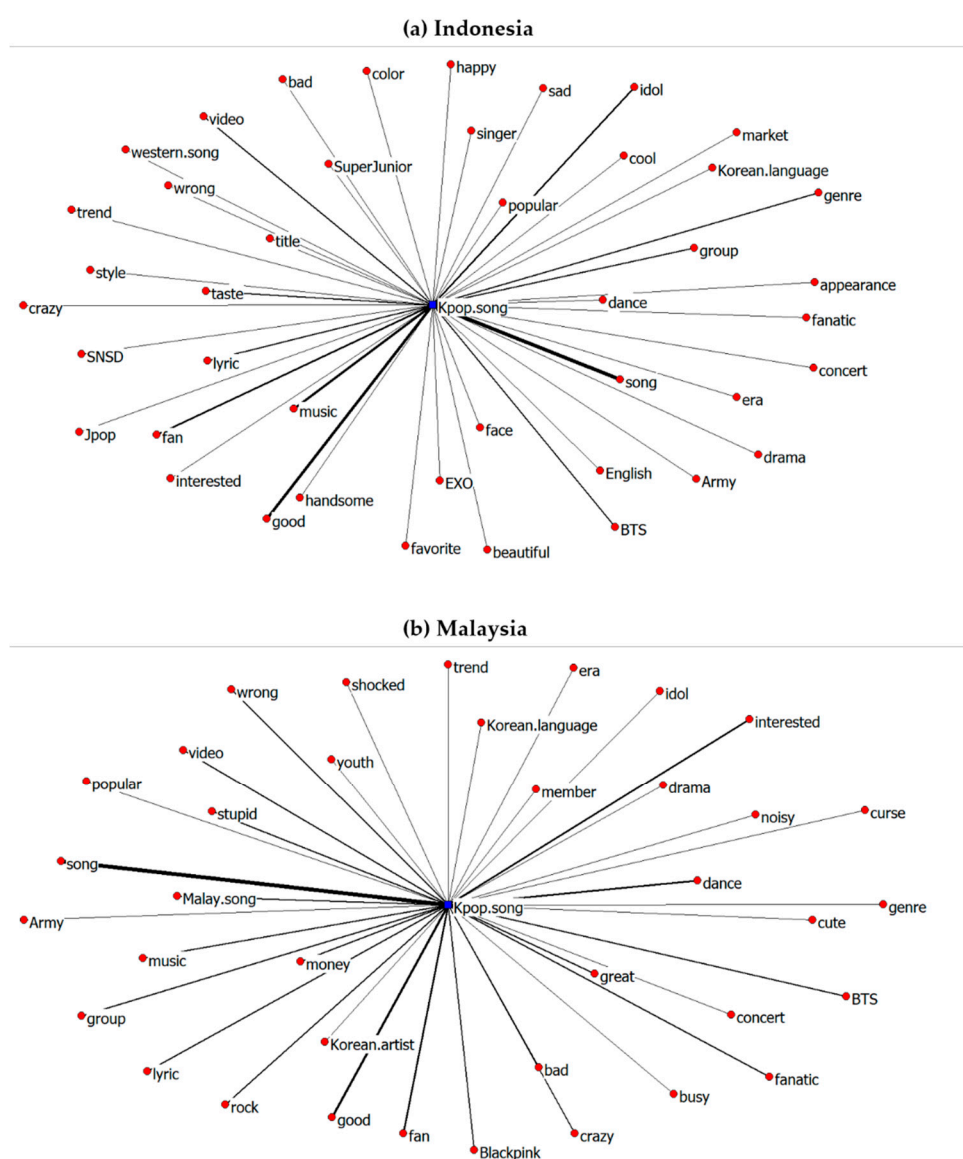 (a) Indonesia
happy
color
bad
sad
idol
video
singer
market
western.song
SuperJunior
cool
Korean.language
wrong
genre
popular
trend
title
group
style
appearance
taste
dance
crazy
Kpop.song
fanatic
SNSD
lyric
concert
song
music
era
Jpop
fan
face
drama
interested
English
Army
EXO
handsome
good
BTS
favorite
beautiful
(b) Malaysia
trend
era
shocked
wrong
idol
Korean.language
interested
video
youth
popular
member
drama
stupid
noisy
curse
song
dance
Malay.song
Kpop.song
genre
Army
cute
music
money
great
BTS
group
concert
Korean.artist
lyric
bad
fanatic
rock
busy
good
fan
crazy
Blackpink